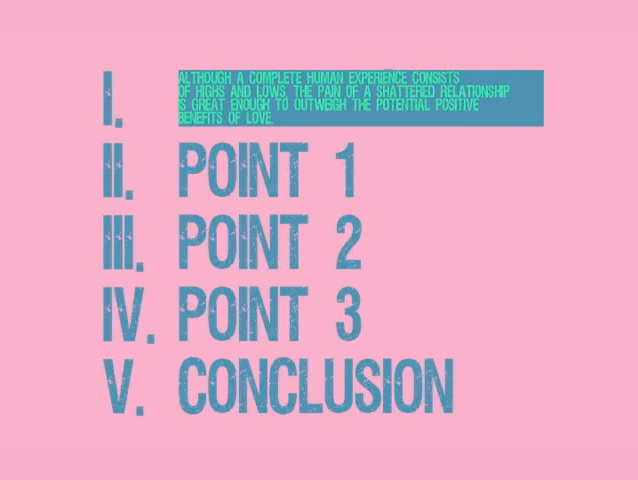 I. ALTHOUGH A COMPLETE HUMAN EXPERIENCE CONSISTS
OF HIGHS AND LOWS, THE PAIN OF A SHATTERED RELATIONSHIP
IS GREAT ENOUGH TO OUTWEIGH THE POTENTIAL POSITIVE
BENEFITS OF LOVE.
II. POINT 1
III. POINT 2
IV. POINT 3
V. CONCLUSION